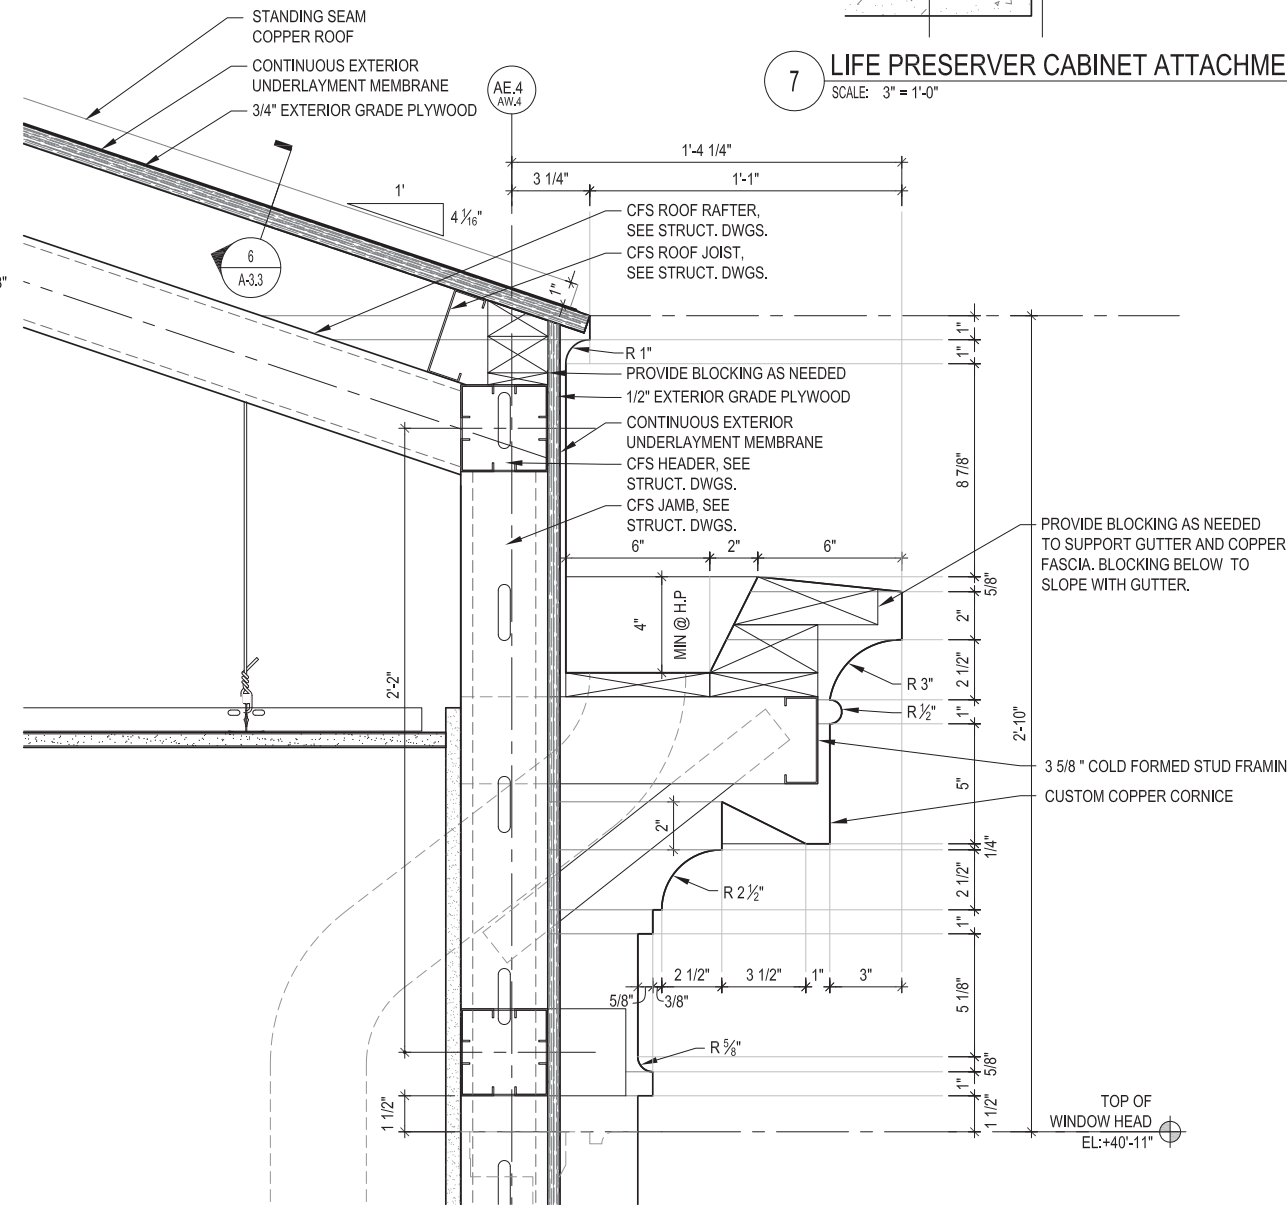 STANDING SEAM
COPPER ROOF
CONTINUOUS EXTERIOR
UNDERLAYMENT MEMBRANE
3/4" EXTERIOR GRADE PLYWOOD
AE.4
AW.4
7
LIFE PRESERVER CABINET ATTACHME
SCALE: 3" = 1'-0"
1'-4 1/4"
3 1/4"
1'-1"
1'
4 1/16"
6
A-3.3
8"
1"
CFS ROOF RAFTER,
SEE STRUCT. DWGS.
CFS ROOF JOIST,
SEE STRUCT. DWGS.
R 1"
PROVIDE BLOCKING AS NEEDED
1/2" EXTERIOR GRADE PLYWOOD
CONTINUOUS EXTERIOR
UNDERLAYMENT MEMBRANE
CFS HEADER, SEE
STRUCT. DWGS.
CFS JAMB, SEE
STRUCT. DWGS.
6"
2"
6"
4"
MIN @ H.P
PROVIDE BLOCKING AS NEEDED
TO SUPPORT GUTTER AND COPPER
FASCIA. BLOCKING BELOW TO
SLOPE WITH GUTTER.
R 3"
R 1/2"
3 5/8 " COLD FORMED STUD FRAMIN
CUSTOM COPPER CORNICE
2"
R 2 1/2"
2 1/2"
3 1/2"
1"
3"
5/8"
3/8"
R 5/8"
2'-2"
1 1/2"
1"
1"
8 7/8"
5/8"
2"
2 1/2"
1"
5"
1/4"
2 1/2"
1"
5 1/8"
5/8"
1"
1 1/2"
2'-10"
TOP OF
WINDOW HEAD
EL:+40'-11"